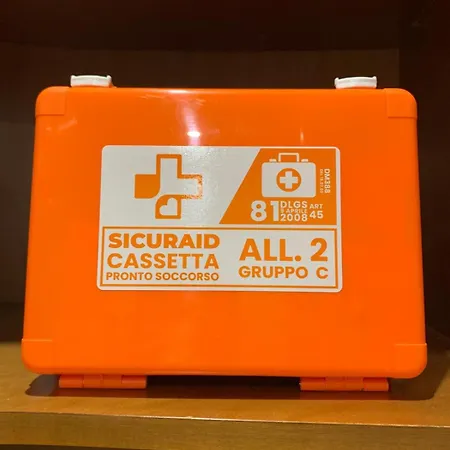 81 DLGS ART
9 APRILE 45
2008
DM388
SICURAID
CASSETTA
PRONTO SOCCORSO
ALL. 2
GRUPPO C